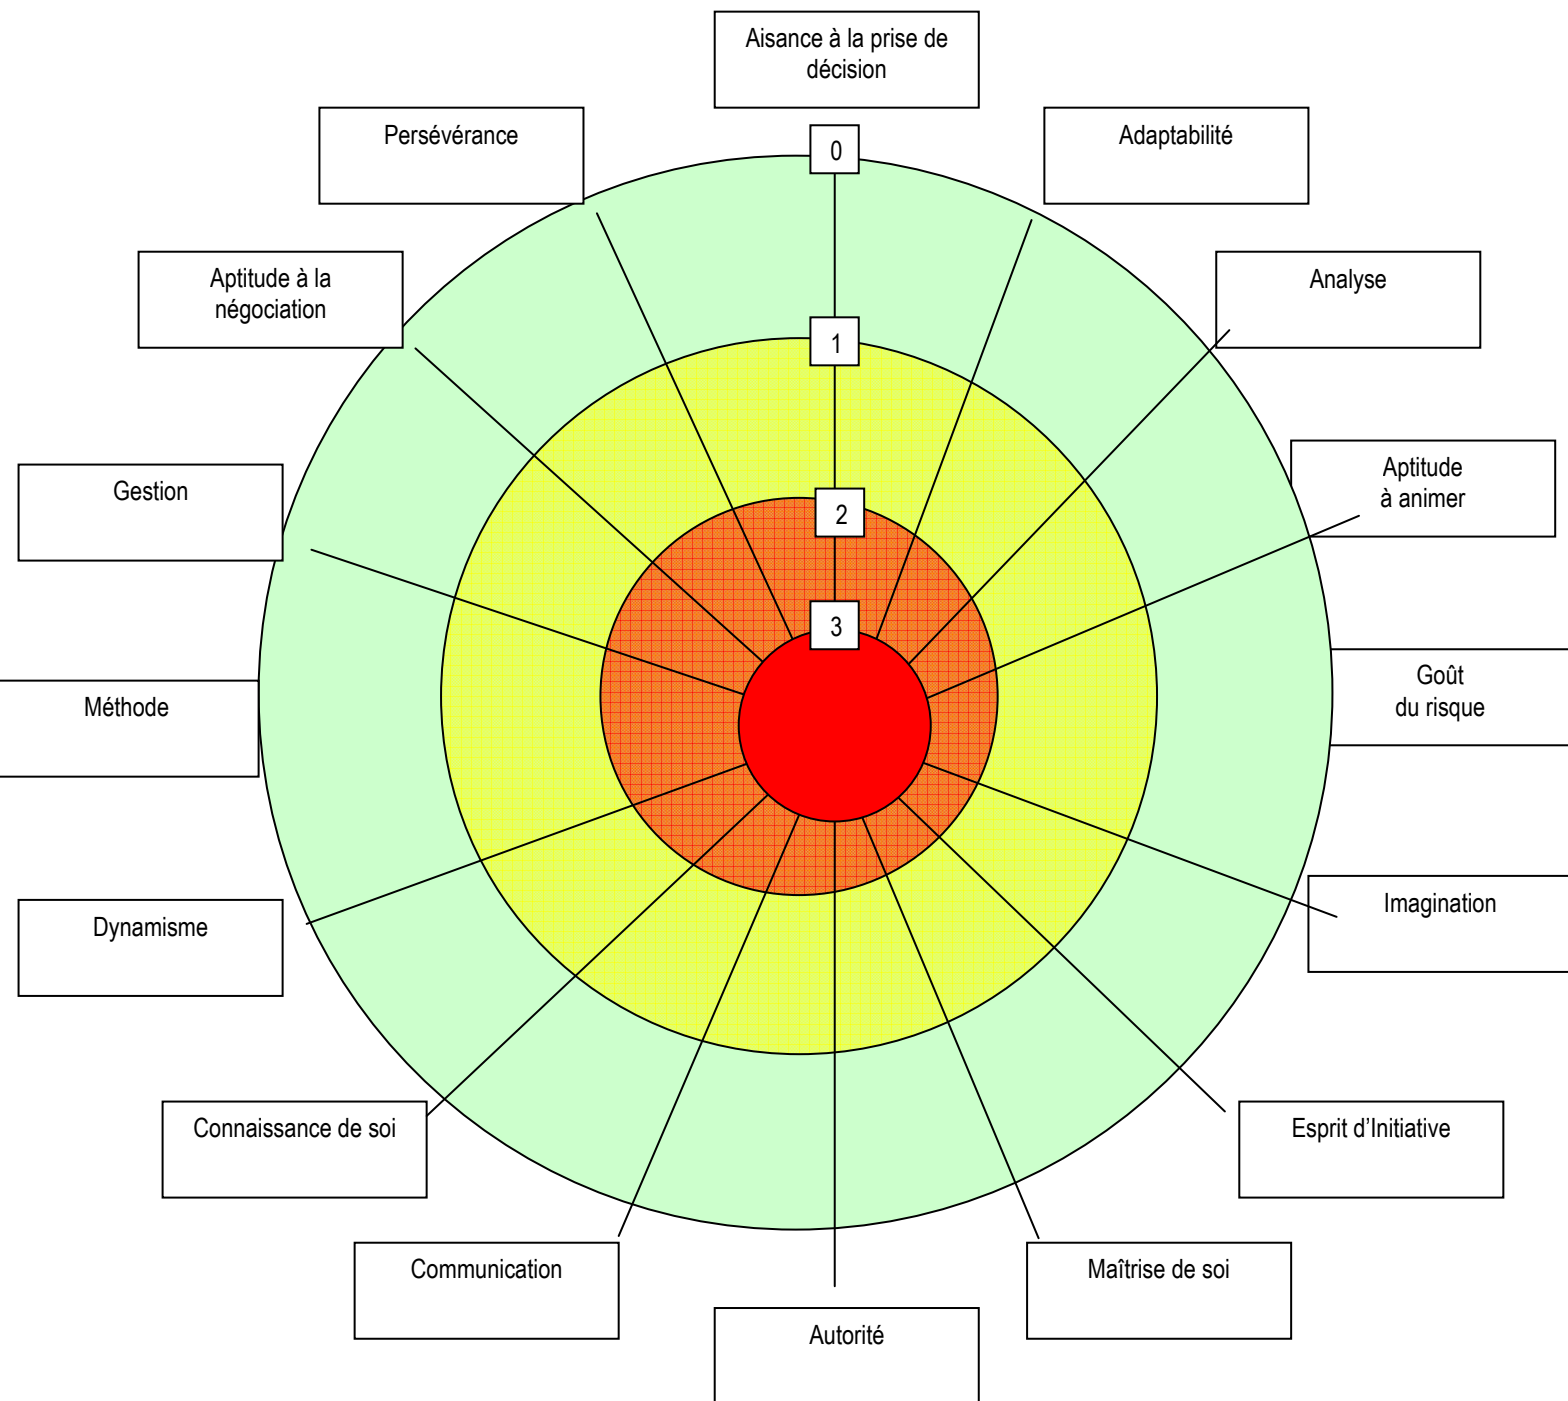 Aisance à la prise de
décision
Persévérance
Adaptabilité
0
Aptitude à la
négociation
Analyse
1
Gestion
Aptitude
à animer
2
3
Méthode
Goût
du risque
Dynamisme
Imagination
Connaissance de soi
Esprit d’Initiative
Communication
Maîtrise de soi
Autorité